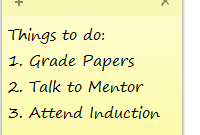 Things to do:
1. Grade Papers
2. Talk to Mentor
3. Attend Induction